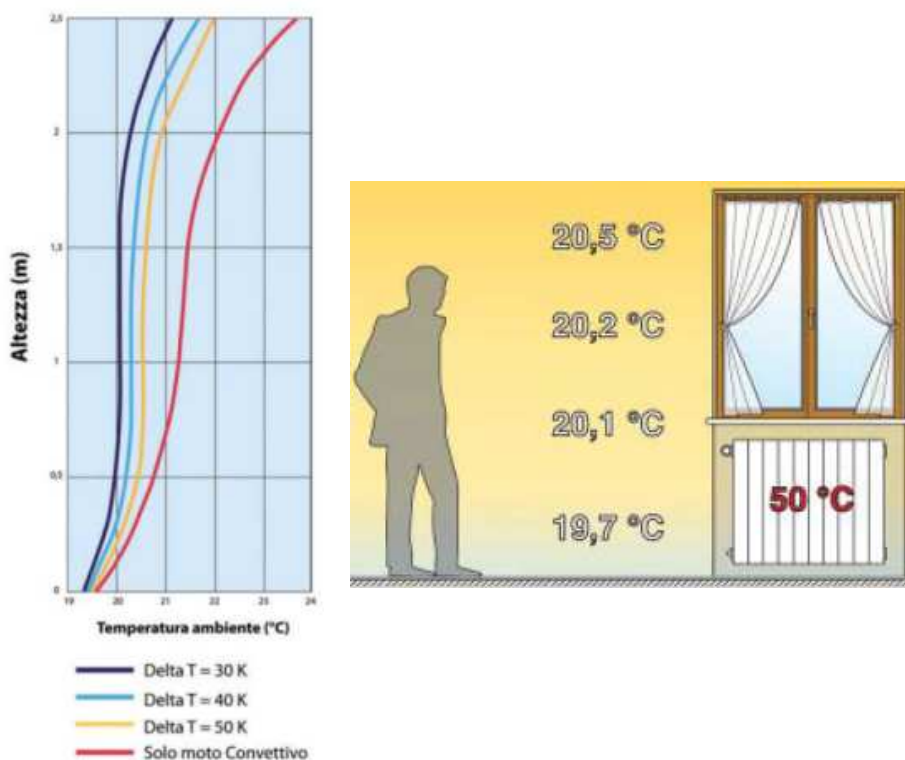 2,5
2
1,5
1
0,5
0
Altezza (m)
19 20 21 22 23 24
Temperatura ambiente (°C)
Delta T = 30 K
Delta T = 40 K
Delta T = 50 K
Solo moto Convettivo
20,5 °C
20,2 °C
20,1 °C
19,7 °C
50 °C